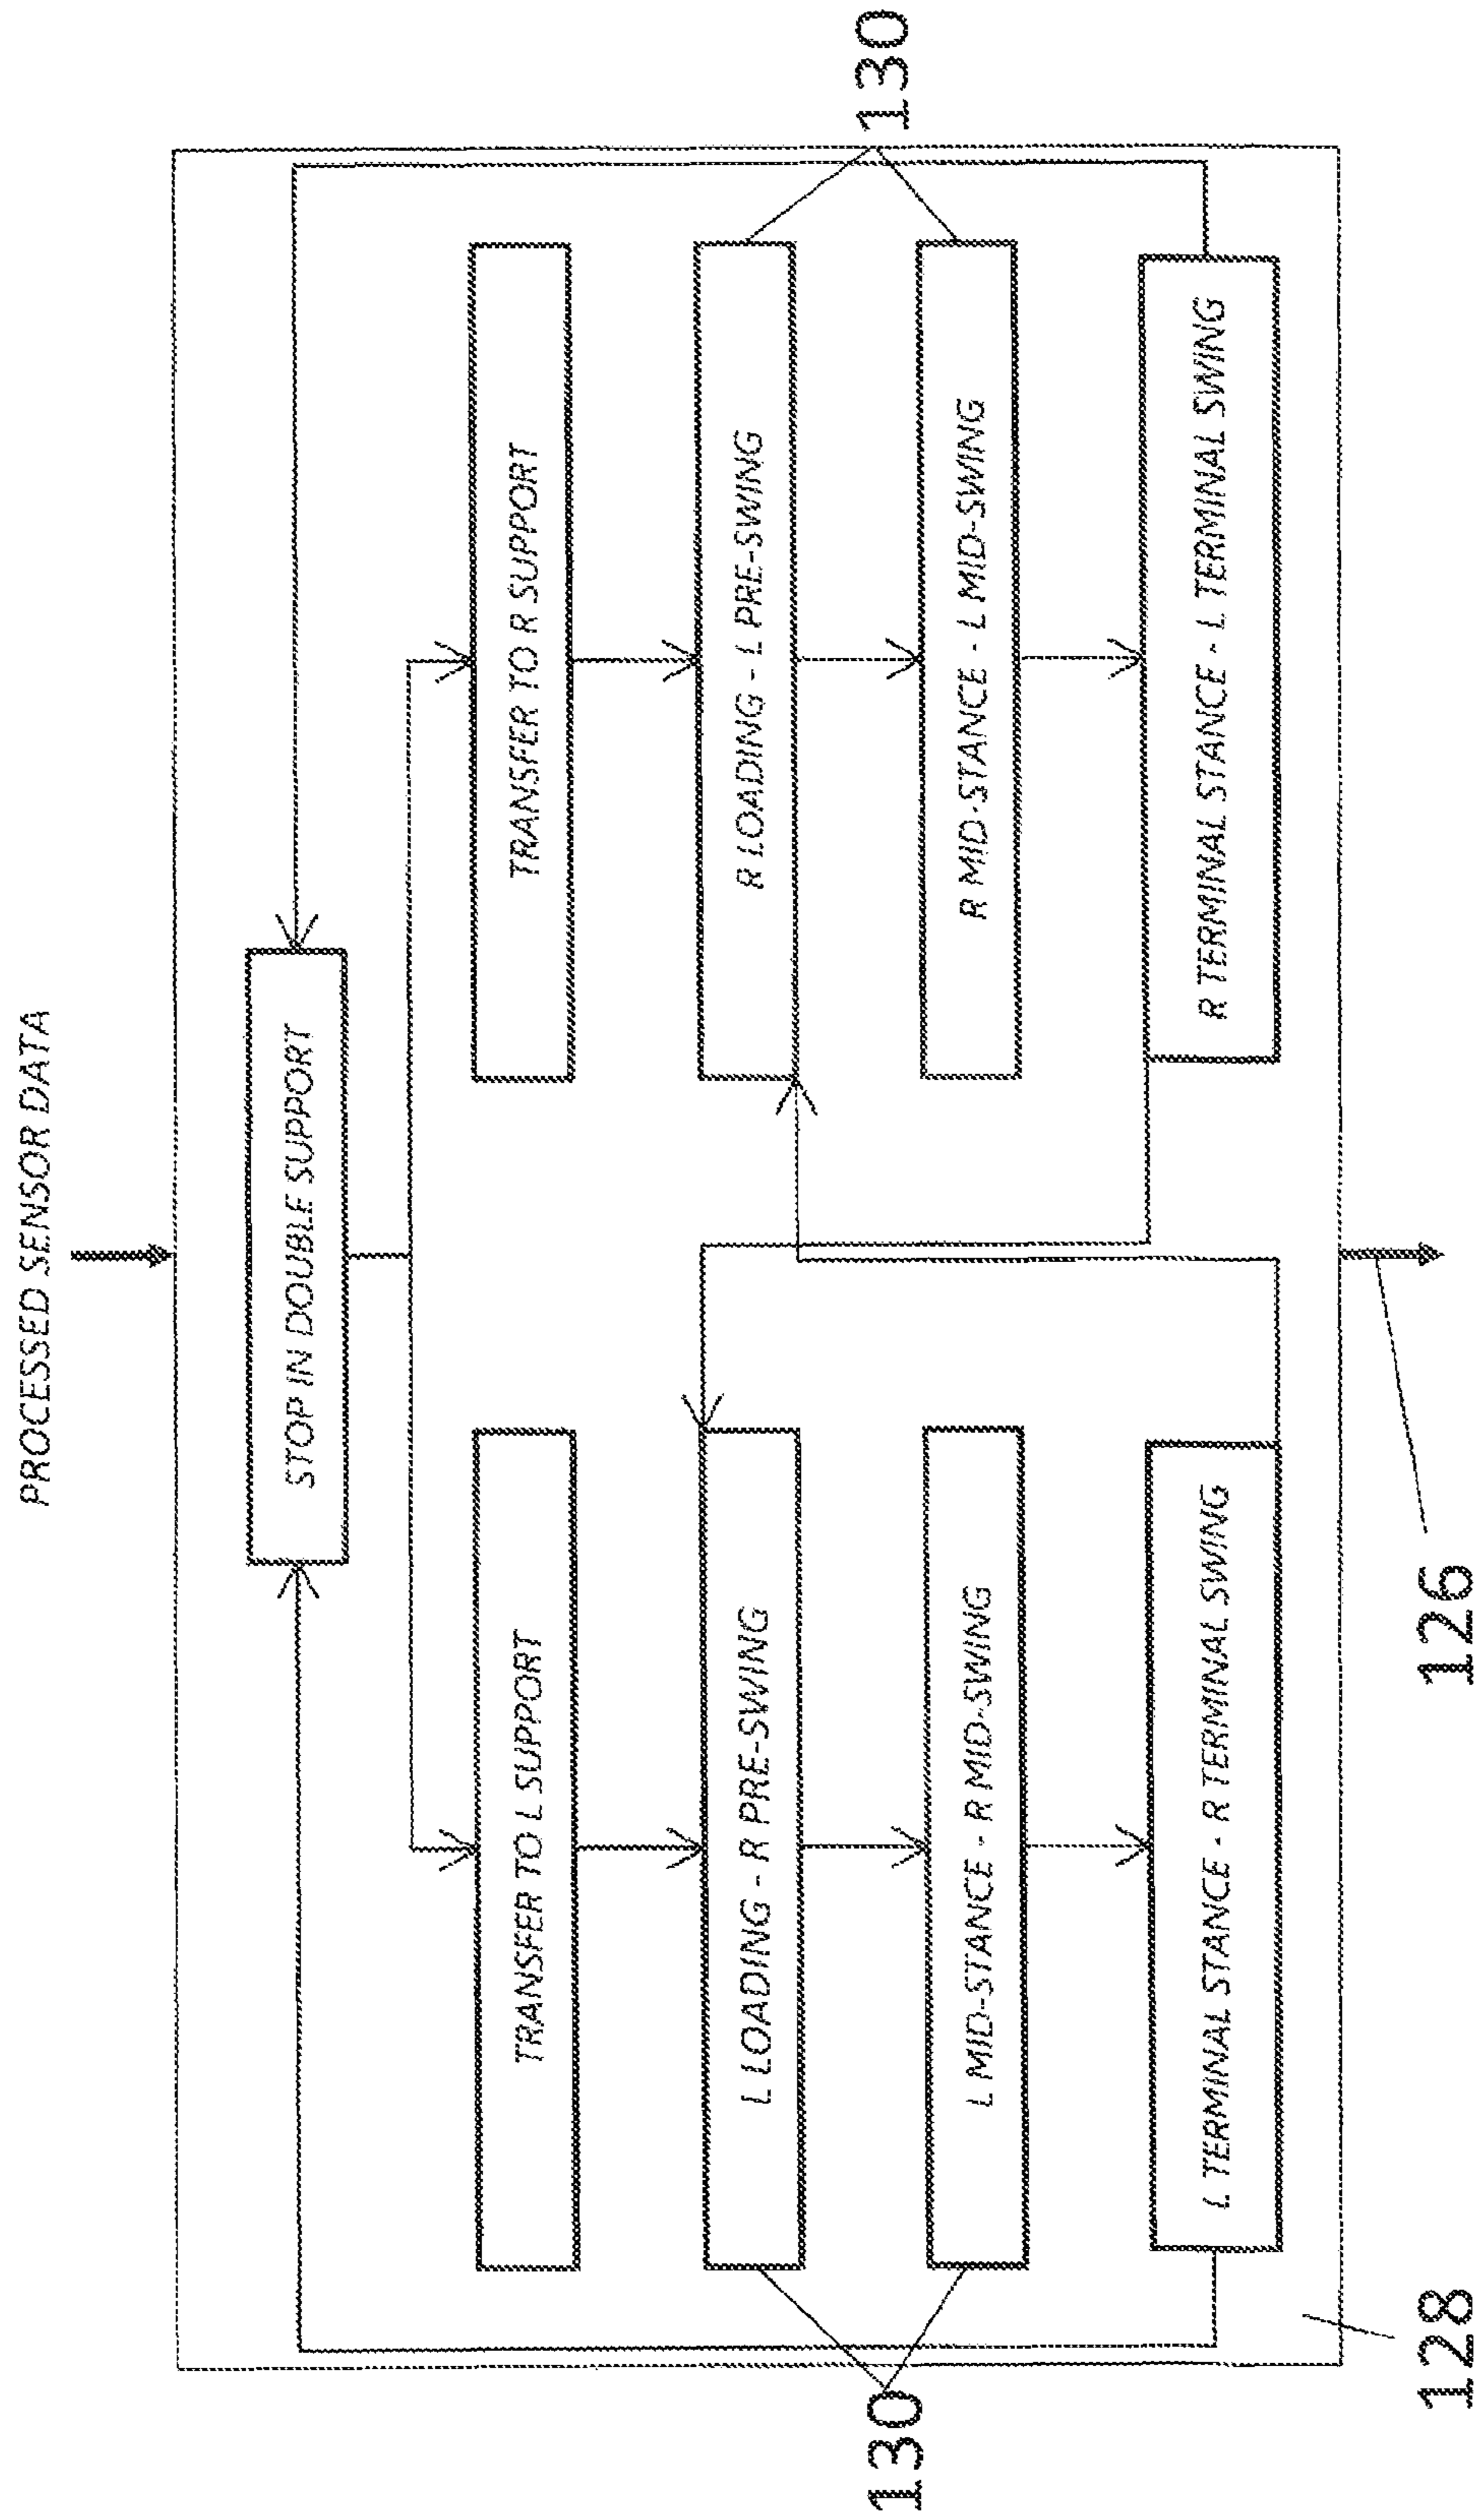 PROCESSED SENSOR DATA
STOP IN DOUBLE SUPPORT
TRANSFER TO L SUPPORT
TRANSFER TO R SUPPORT
L LOADING - R PRE-SWING
R LOADING - L PRE-SWING
L MID-STANCE - R MID-SWING
R MID-STANCE - L MID-SWING
L TERMINAL STANCE - R TERMINAL SWING
R TERMINAL STANCE - L TERMINAL SWING
130
130
128
126